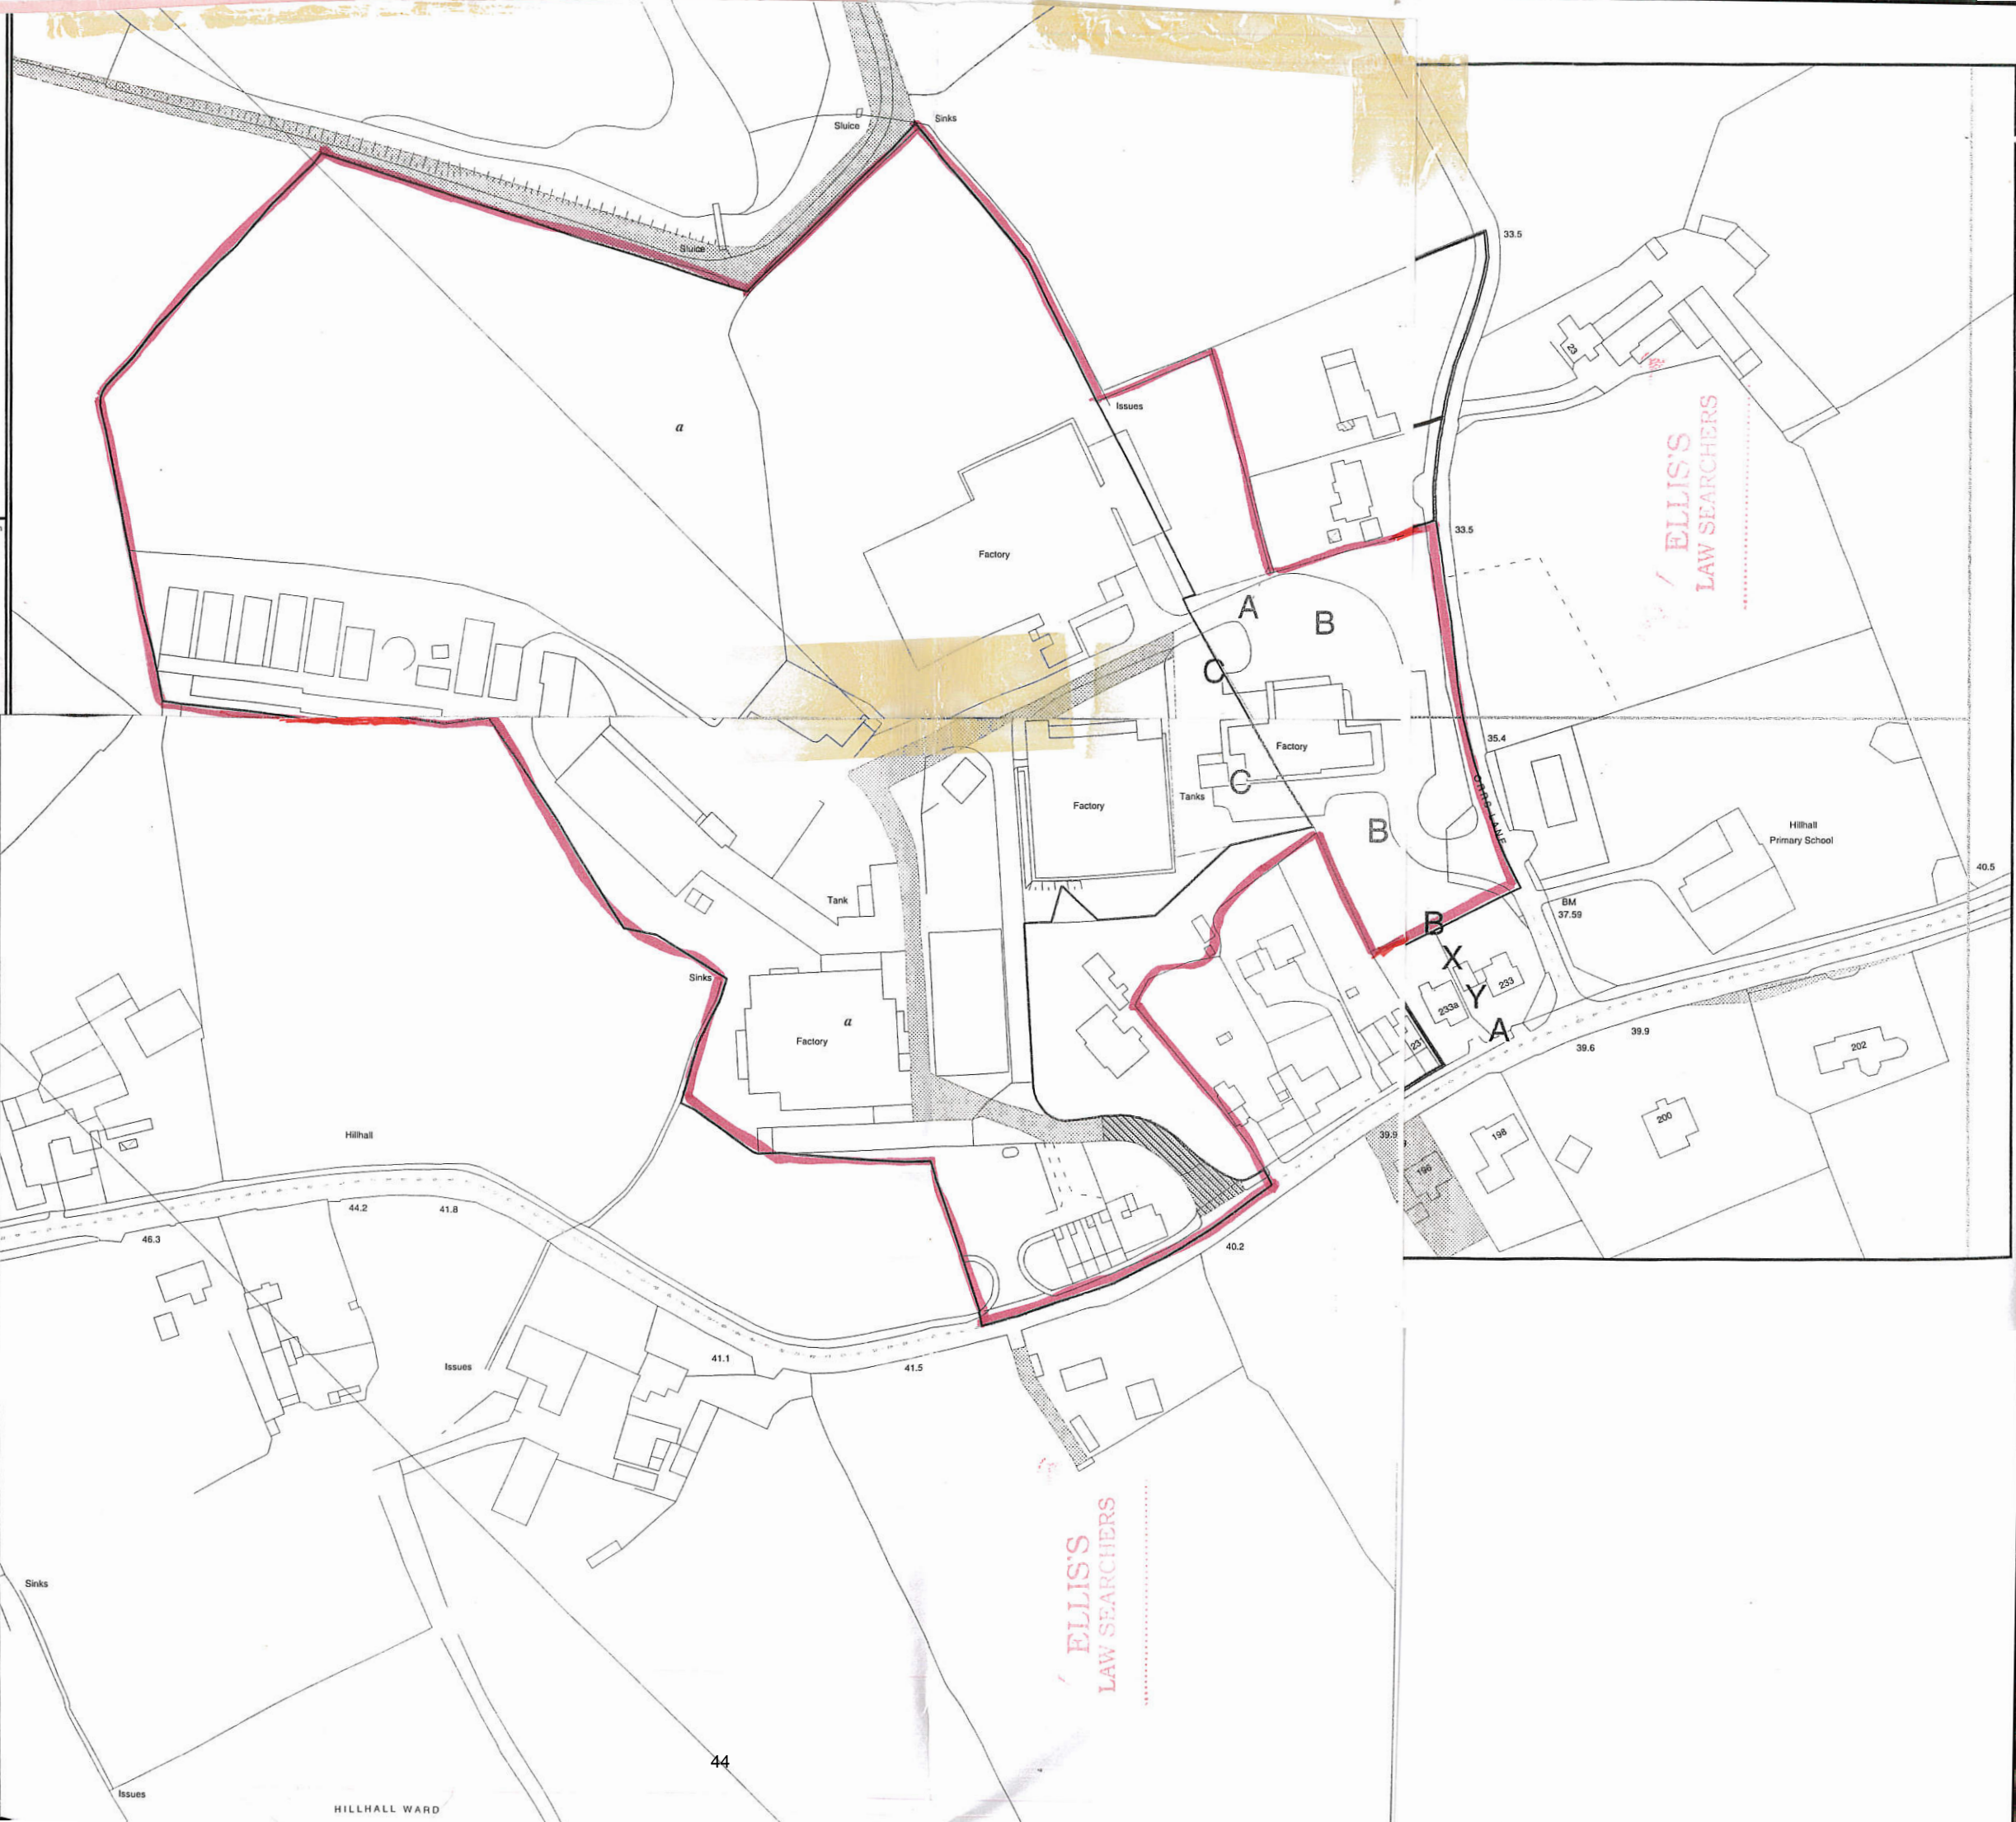 Sluice
Sinks
Sluice
33.5
23
a
Issues
ELLIS'S
LAW SEARCHERS
Factory
33.5
A
B
C
35.4
Factory
C
Tanks
Factory
ORRS LANE
B
Hillhall
Primary School
40.5
Tank
BM
37.59
B
X
Sinks
Y
233
233a
A
a
Factory
231
39.9
39.6
202
Hillhall
39.9
198
200
196
44.2
41.8
46.3
40.2
Issues
41.1
41.5
ELLIS'S
LAW SEARCHERS
Sinks
44
Issues
HILLHALL WARD